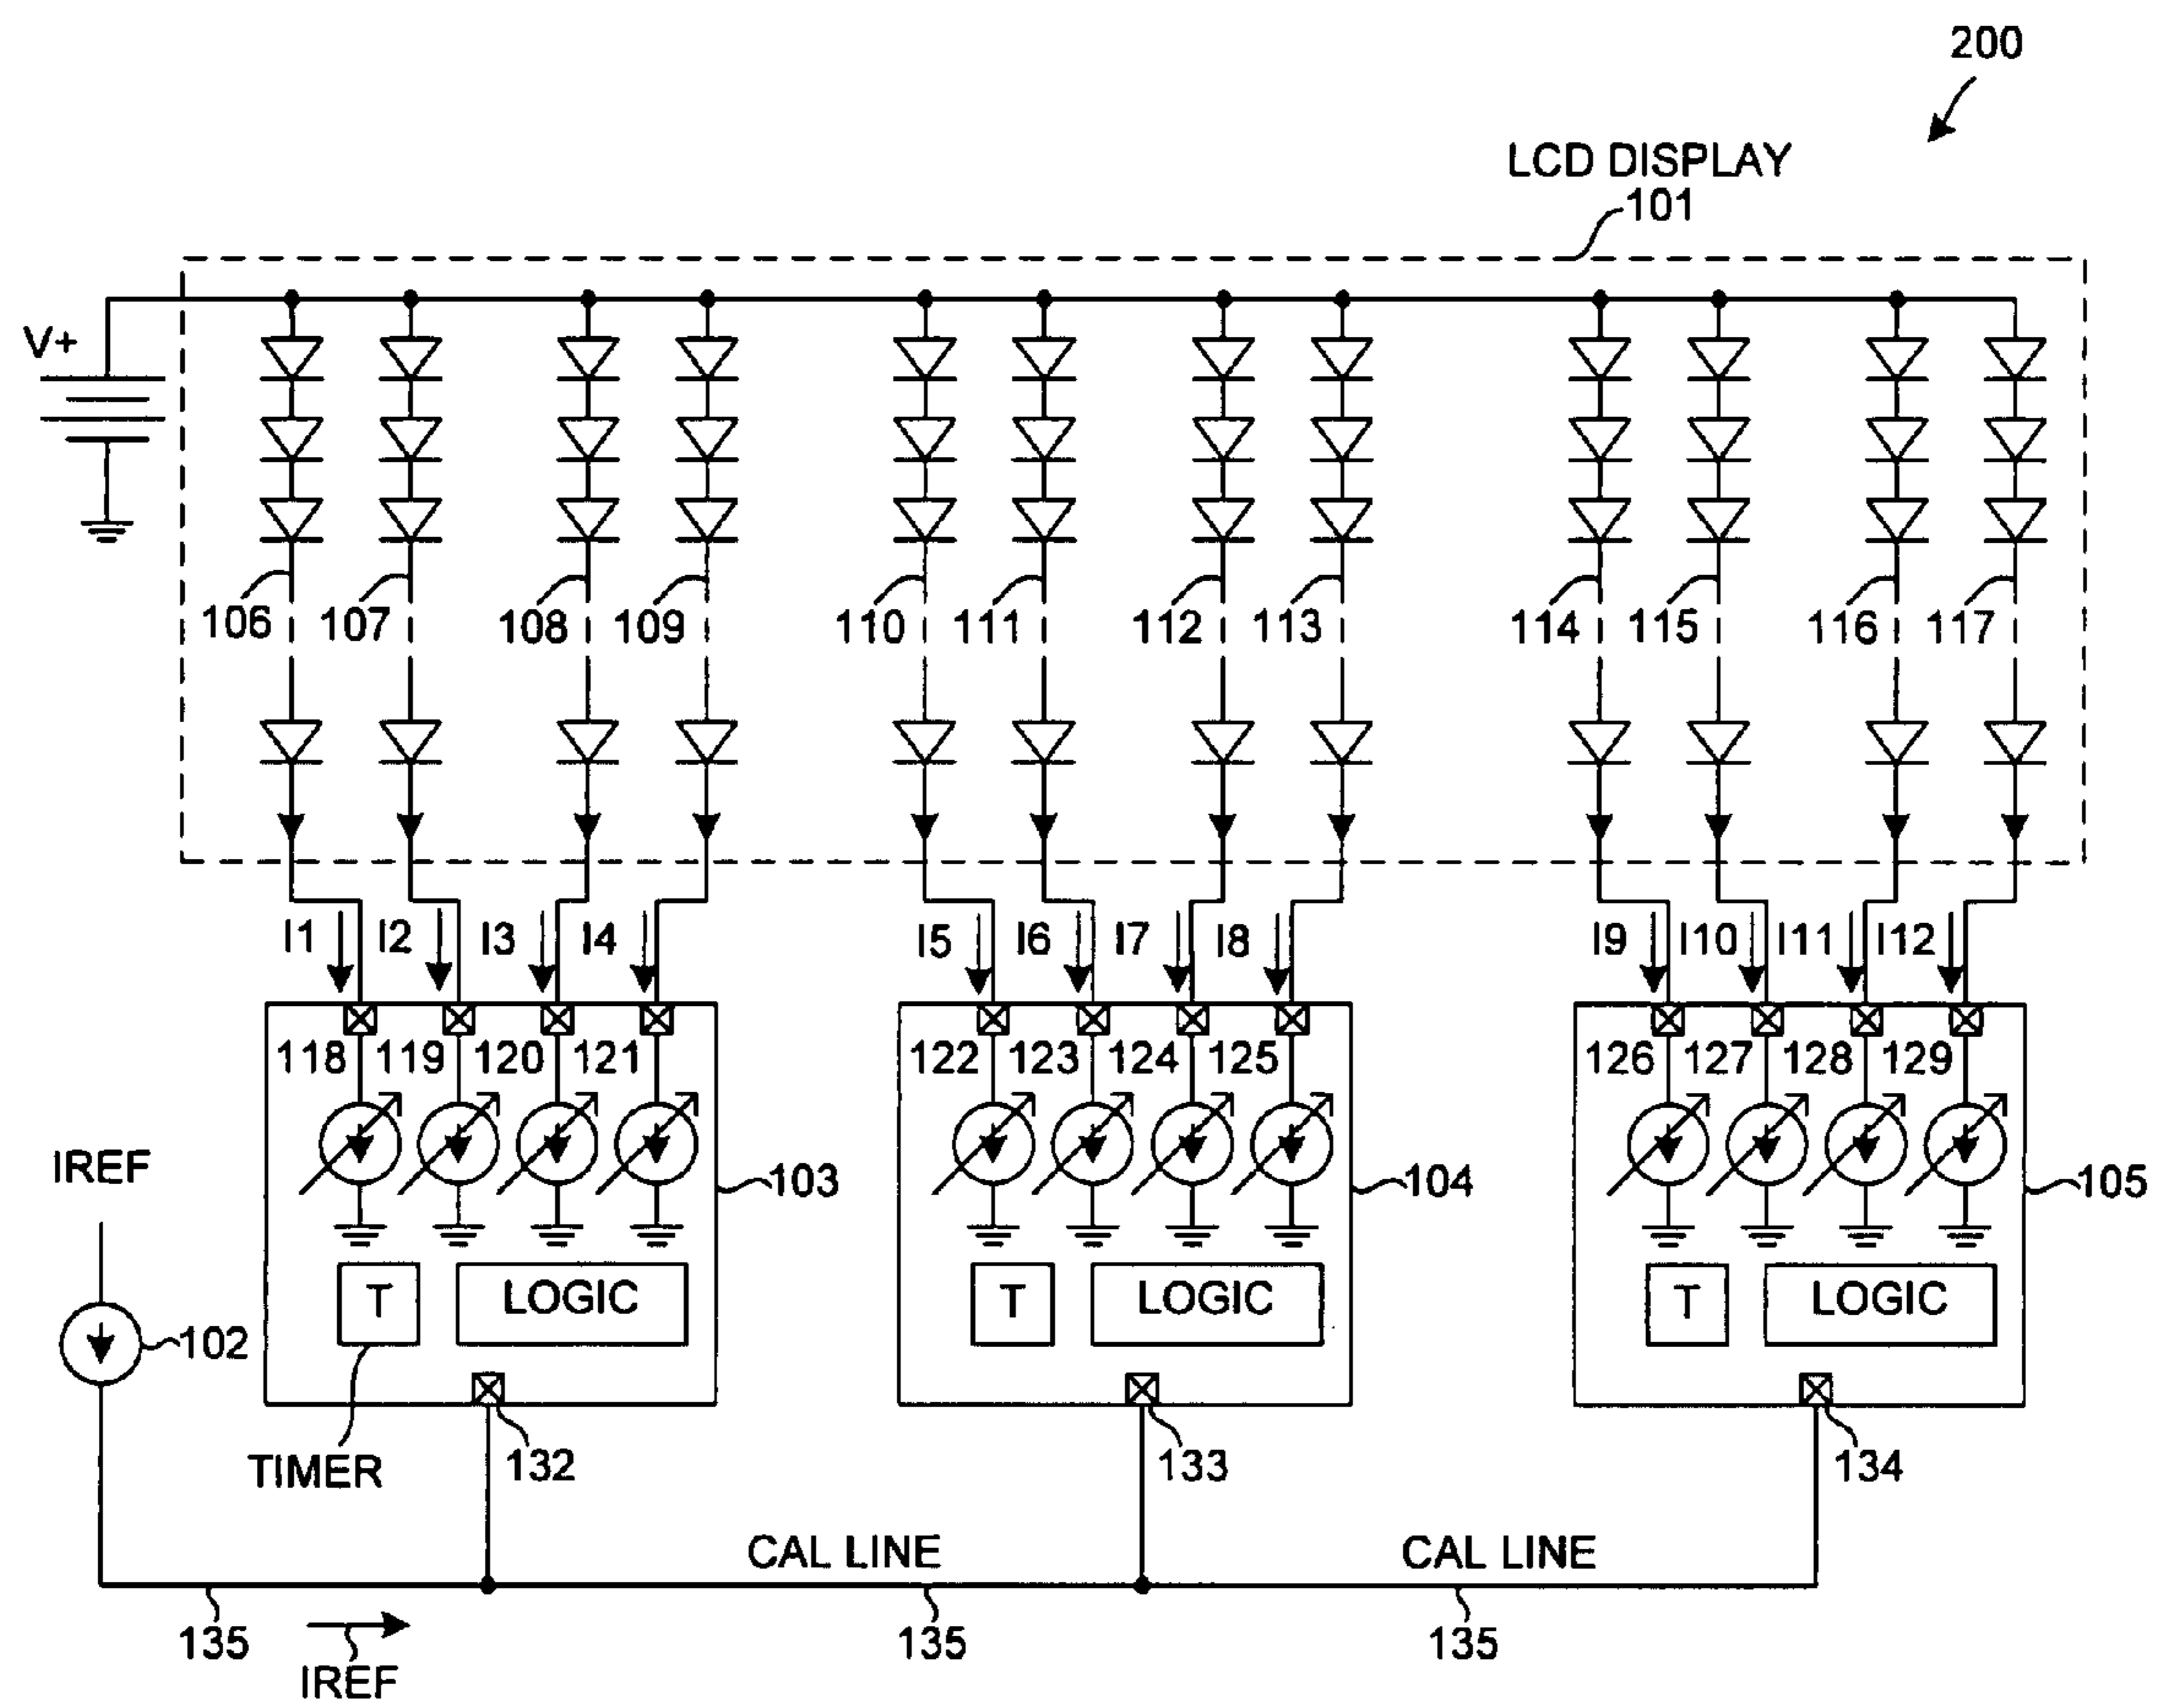 200
LCD DISPLAY
101
V+
106 107 108 109 110 111 112 113 114 115 116 117
I1 I2 I3 I4 I5 I6 I7 I8 I9 I10 I11 I12
118 119 120 121 122 123 124 125 126 127 128 129
IREF
103 104 105
T LOGIC T LOGIC T LOGIC
102
TIMER 132 133 134
CAL LINE CAL LINE
135 135 135
IREF